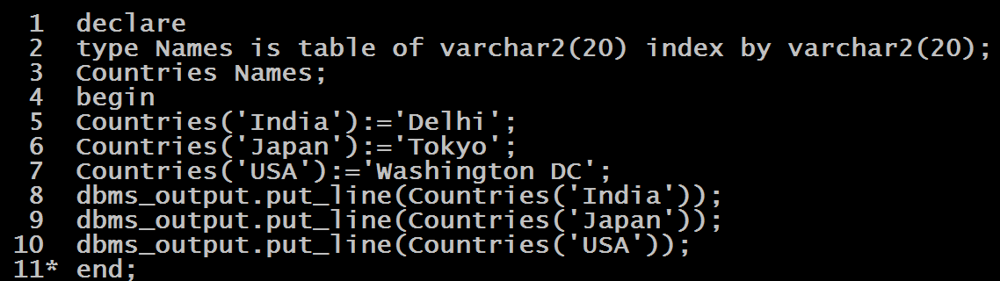 1 declare
2 type Names is table of varchar2(20) index by varchar2(20);
3 Countries Names;
4 begin
5 Countries('India'):='Delhi';
6 Countries('Japan'):='Tokyo';
7 Countries('USA'):='Washington DC';
8 dbms_output.put_line(Countries('India'));
9 dbms_output.put_line(Countries('Japan'));
10 dbms_output.put_line(Countries('USA'));
11* end;